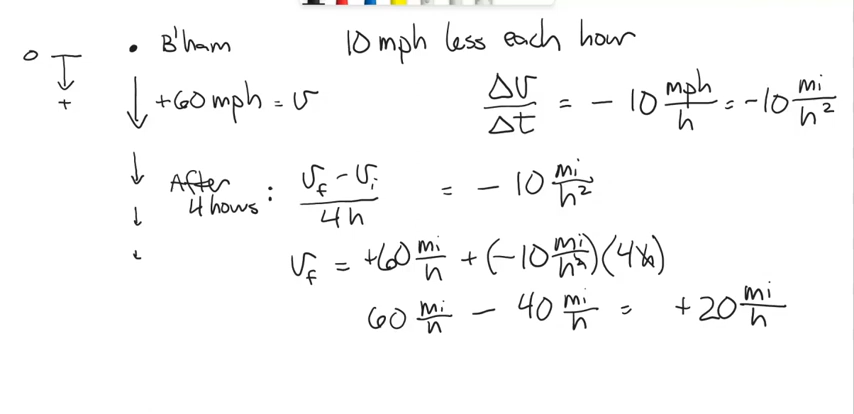 0
+
B'ham
10 mph less each hour
+60 mph = v
Δv/Δt = - 10 mph/h = -10 mi/h²
After 4 hours : (v_f - v_i)/4h = - 10 mi/h²
v_f = +60 mi/h + (-10 mi/h²)(4h)
60 mi/h - 40 mi/h = +20 mi/h